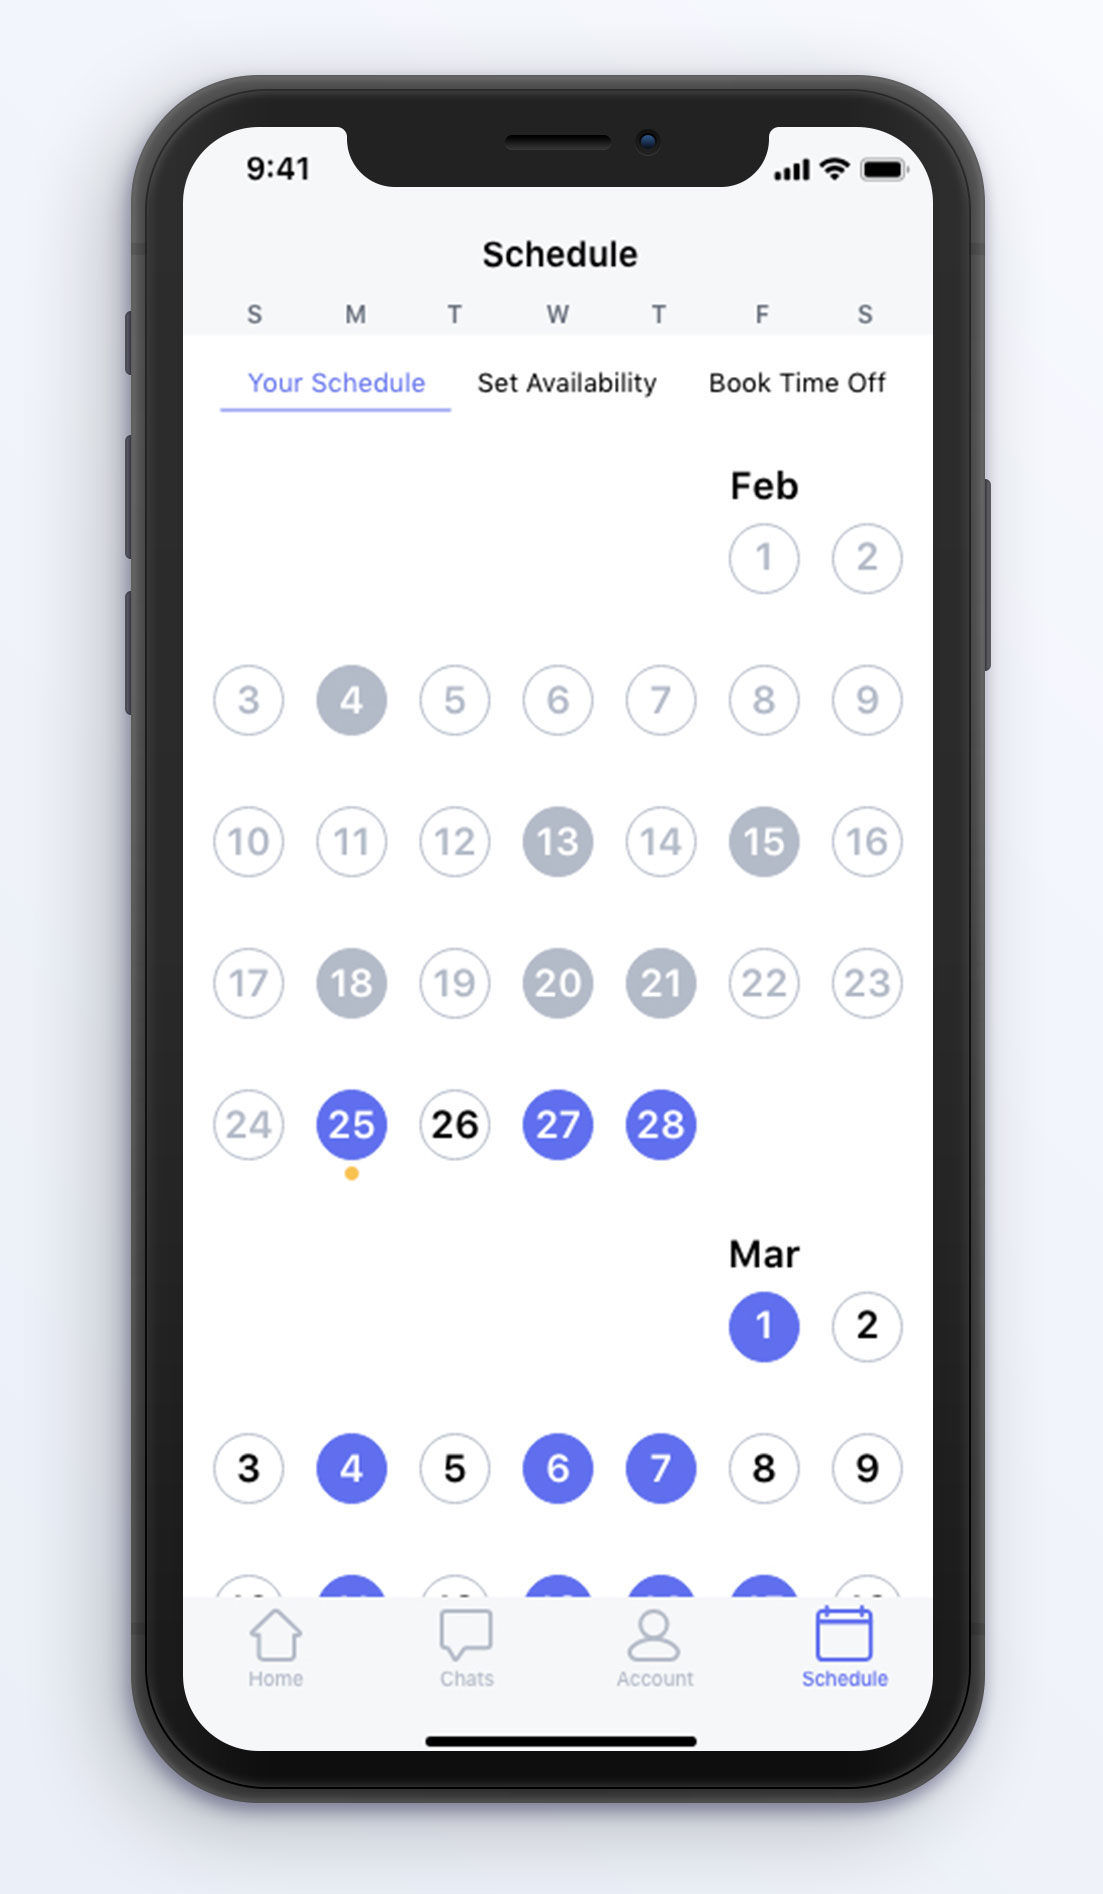 9:41
Schedule
S M T W T F S
Your Schedule Set Availability Book Time Off
Feb
1 2
3 4 5 6 7 8 9
10 11 12 13 14 15 16
17 18 19 20 21 22 23
24 25 26 27 28
Mar
1 2
3 4 5 6 7 8 9
Home Chats Account Schedule